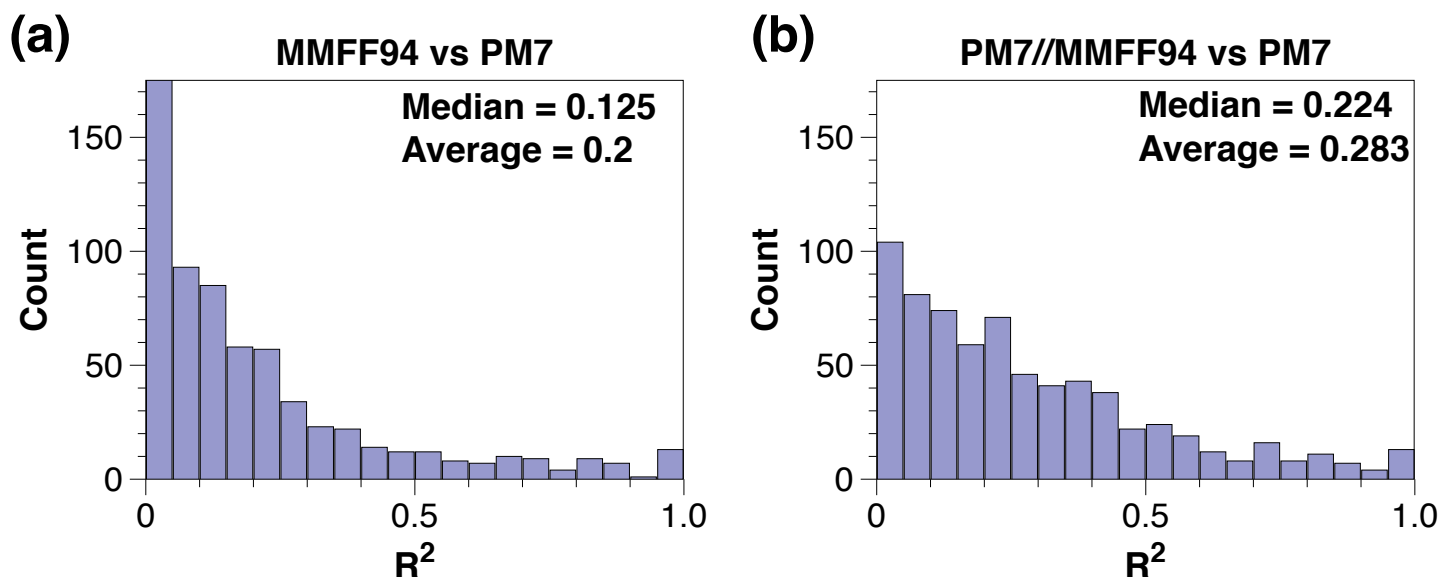 (a)
MMFF94 vs PM7
Median = 0.125
Average = 0.2
150
100
50
0
Count
0
0.5
1.0
R²
(b)
PM7//MMFF94 vs PM7
Median = 0.224
Average = 0.283
150
100
50
0
Count
0
0.5
1.0
R²